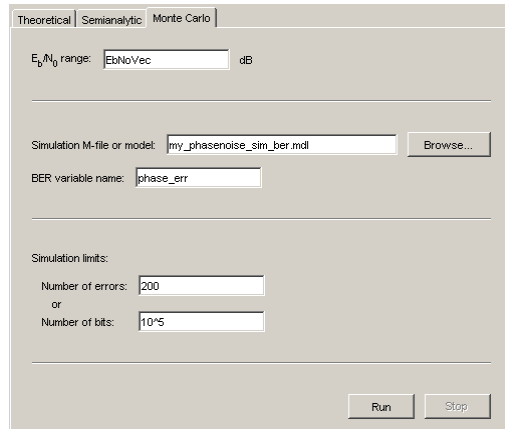 Theoretical Semianalytic Monte Carlo
Eb/N0 range: EbNoVec dB
Simulation M-file or model: my_phasenoise_sim_ber.mdl Browse...
BER variable name: phase_err
Simulation limits:
Number of errors: 200
or
Number of bits: 10^5
Run Stop